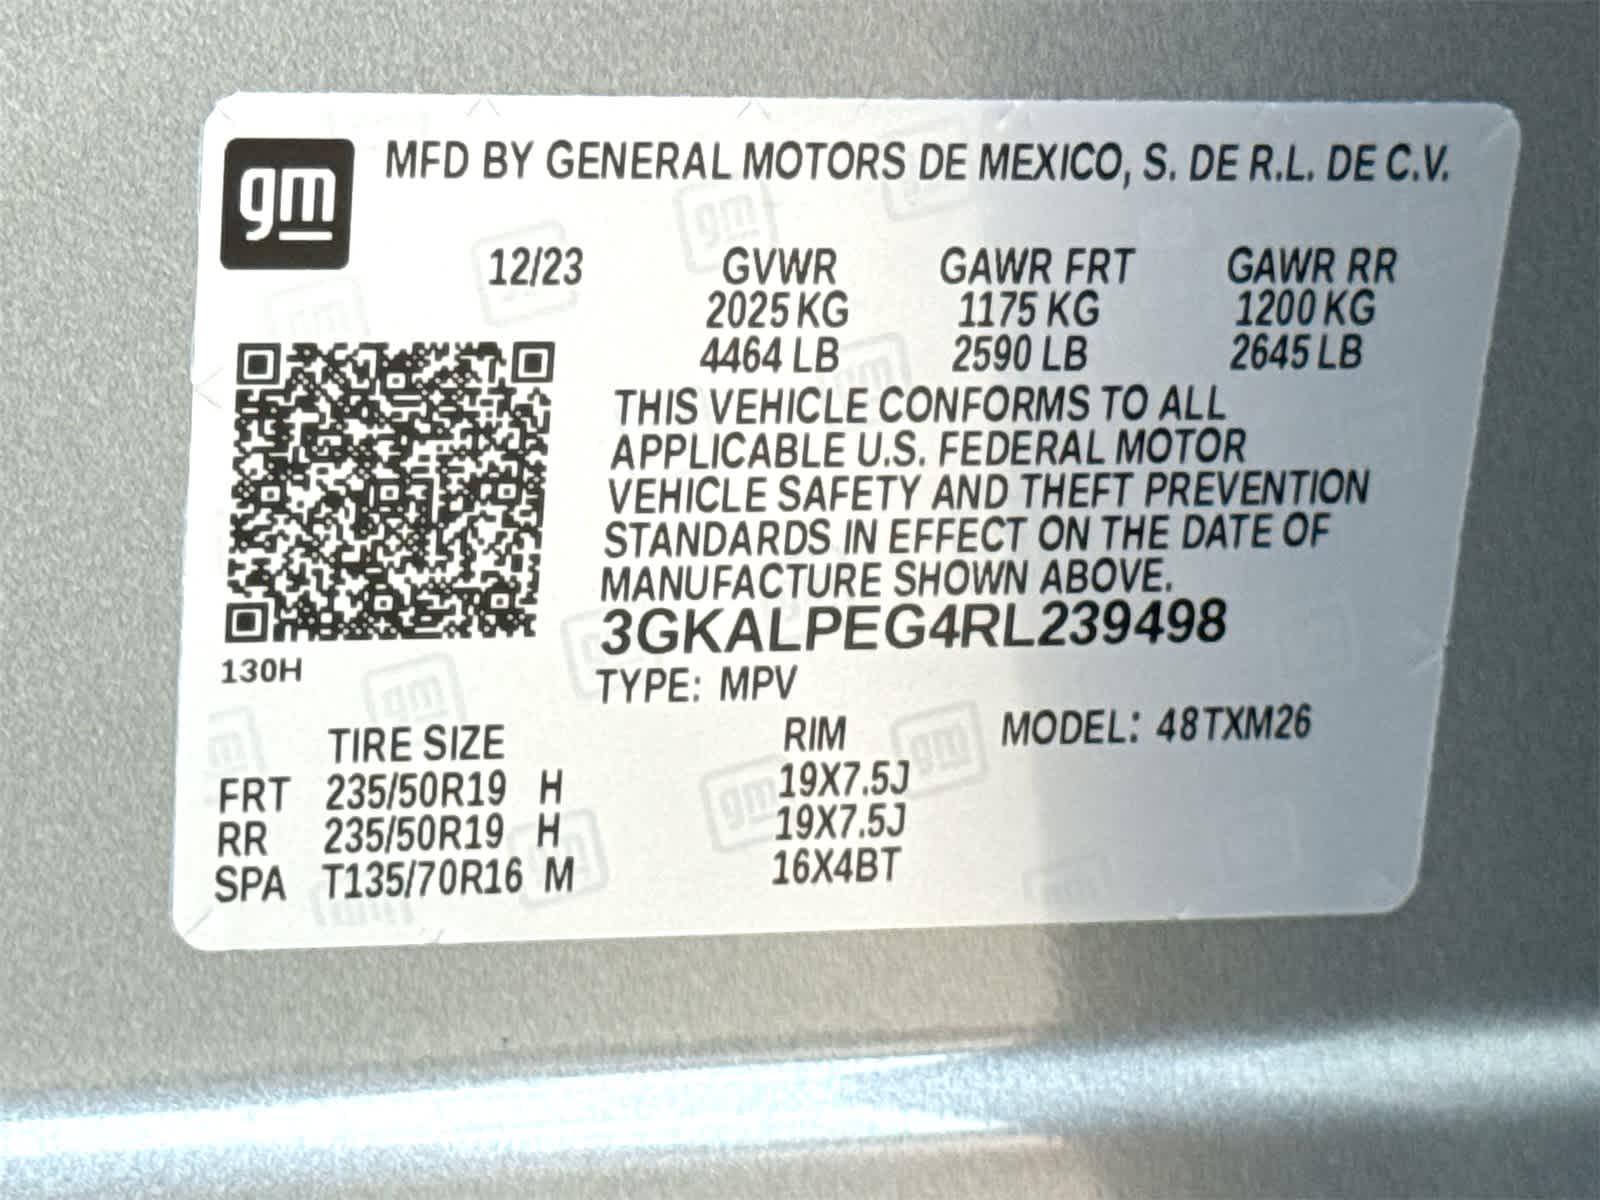 gm MFD BY GENERAL MOTORS DE MEXICO, S. DE R.L. DE C.V.
12/23 GVWR GAWR FRT GAWR RR
2025 KG 1175 KG 1200 KG
4464 LB 2590 LB 2645 LB
THIS VEHICLE CONFORMS TO ALL
APPLICABLE U.S. FEDERAL MOTOR
VEHICLE SAFETY AND THEFT PREVENTION
STANDARDS IN EFFECT ON THE DATE OF
MANUFACTURE SHOWN ABOVE.
3GKALPEG4RL239498
130H
TYPE: MPV
TIRE SIZE RIM MODEL: 48TXM26
FRT 235/50R19 H 19X7.5J
RR 235/50R19 H 19X7.5J
SPA T135/70R16 M 16X4BT